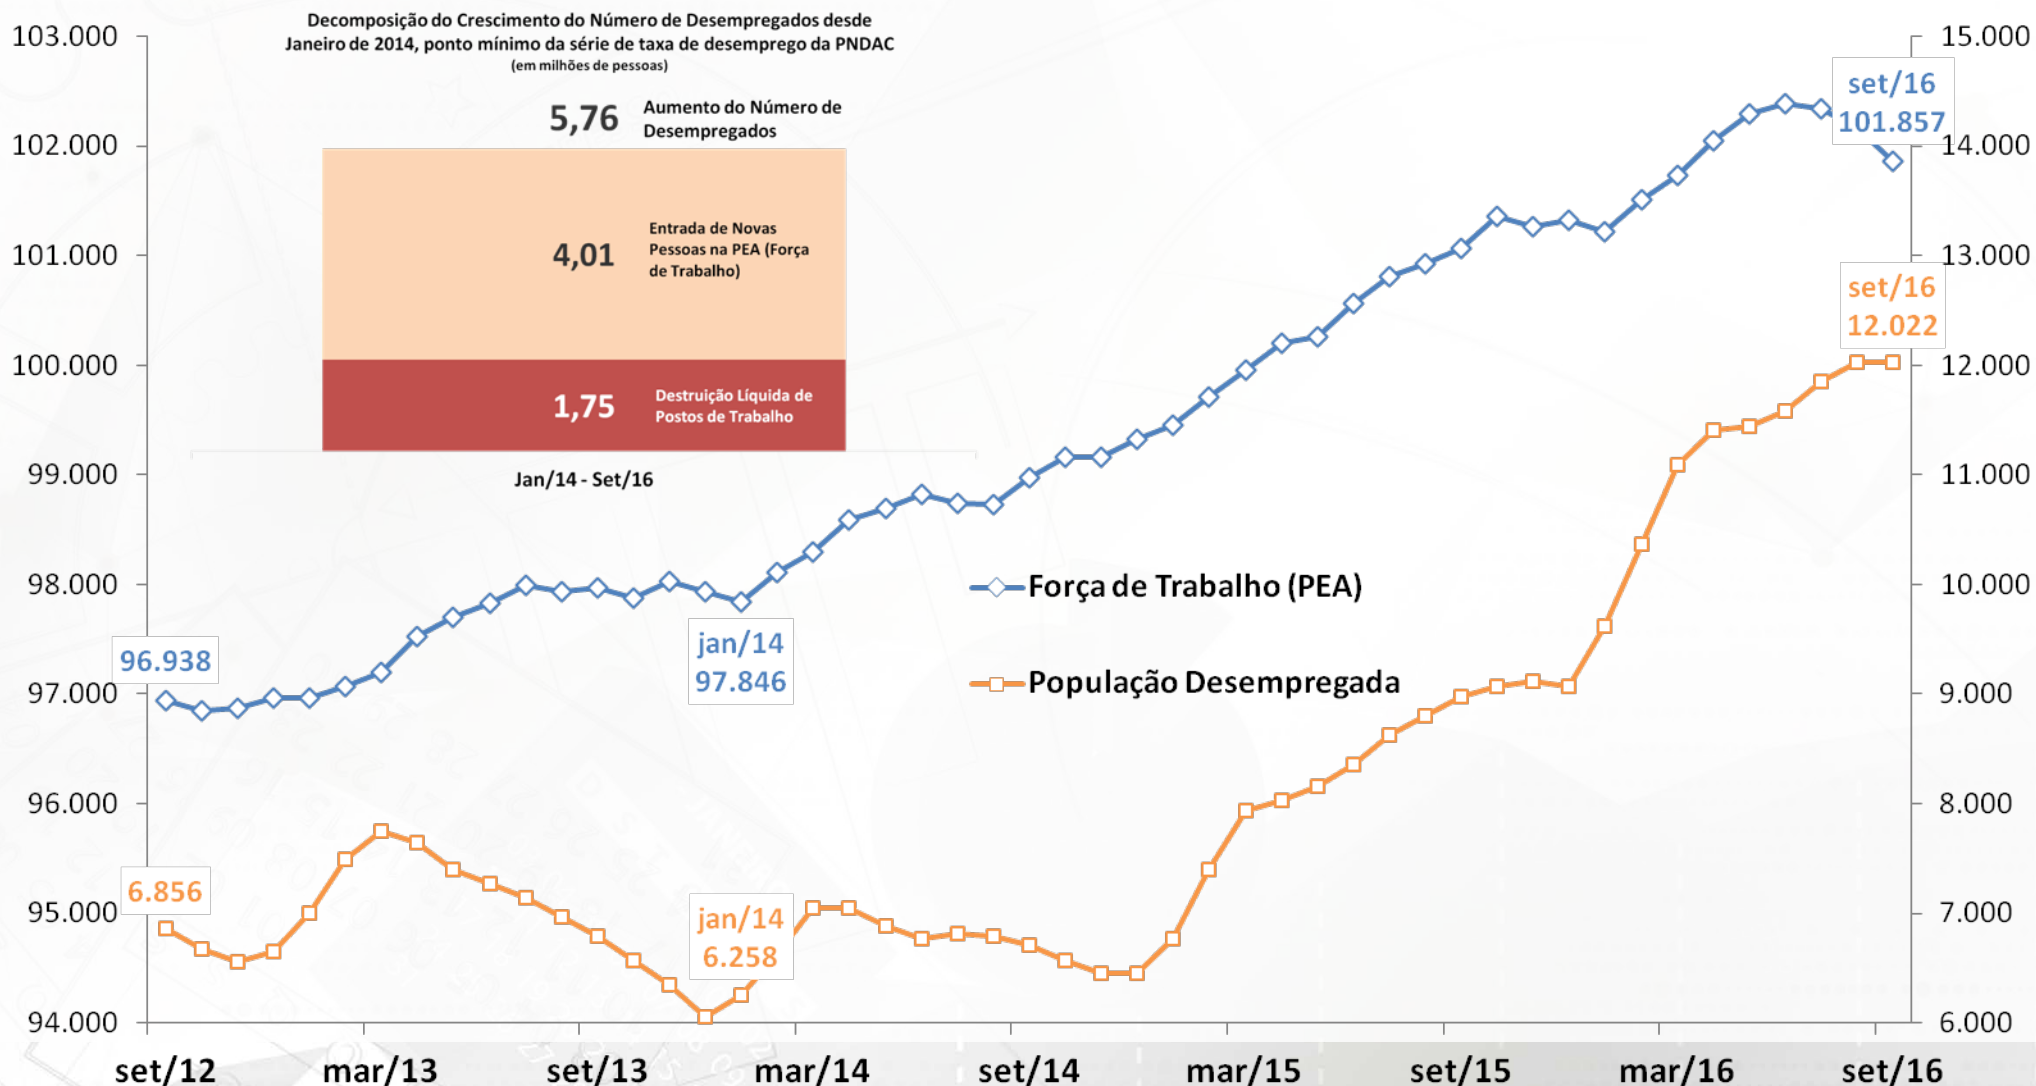 Decomposição do Crescimento do Número de Desempregados desde
Janeiro de 2014, ponto mínimo da série de taxa de desemprego da PNDAC
(em milhões de pessoas)
5,76
Aumento do Número de
Desempregados
4,01
Entrada de Novas
Pessoas na PEA (Força
de Trabalho)
1,75
Destruição Líquida de
Postos de Trabalho
Jan/14 - Set/16
103.000
102.000
101.000
100.000
99.000
98.000
97.000
96.000
95.000
94.000
15.000
14.000
13.000
12.000
11.000
10.000
9.000
8.000
7.000
6.000
set/16
101.857
set/16
12.022
96.938
jan/14
97.846
6.856
jan/14
6.258
Força de Trabalho (PEA)
População Desempregada
set/12
mar/13
set/13
mar/14
set/14
mar/15
set/15
mar/16
set/16